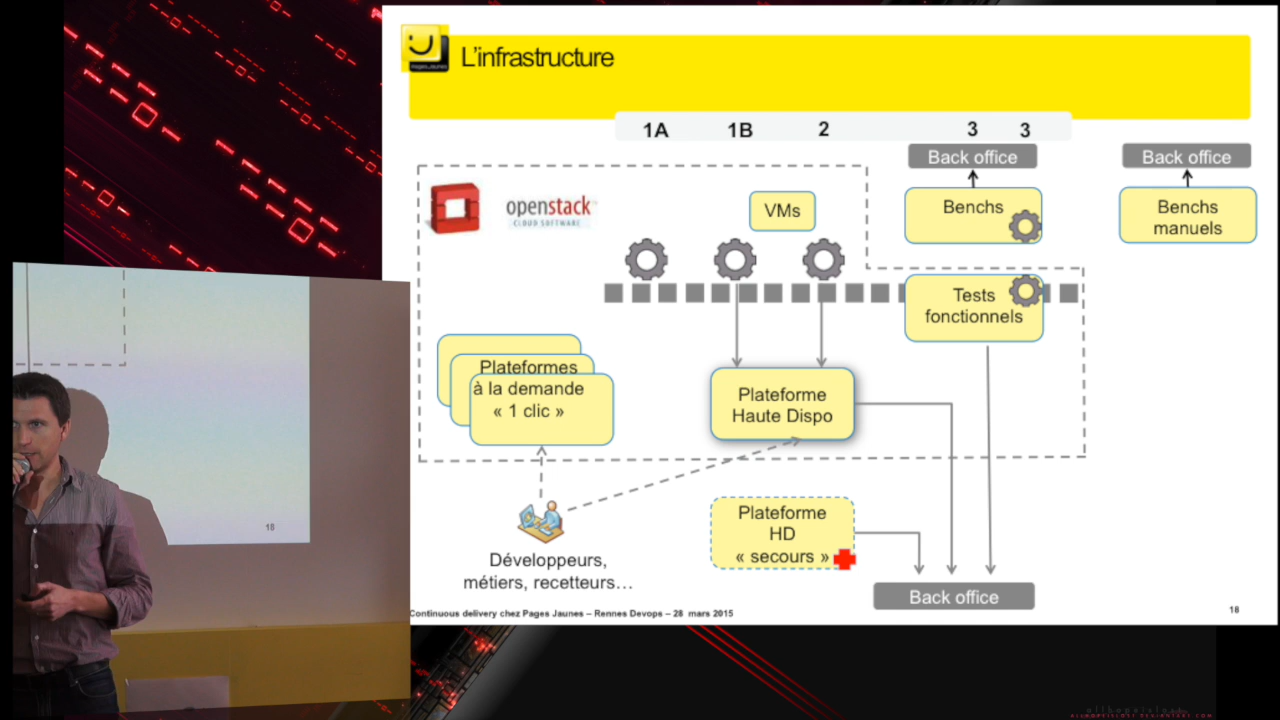 L'infrastructure
PagesJaunes
1A 1B 2 3 3
Back office
Back office
openstack
CLOUD SOFTWARE
VMs
Benchs
Benchs
manuels
Tests
fonctionnels
Plateformes
à la demande
« 1 clic »
Plateforme
Haute Dispo
Plateforme
HD
« secours »
Développeurs,
métiers, recetteurs…
Back office
Continuous delivery chez Pages Jaunes – Rennes Devops – 28 mars 2015
18
18